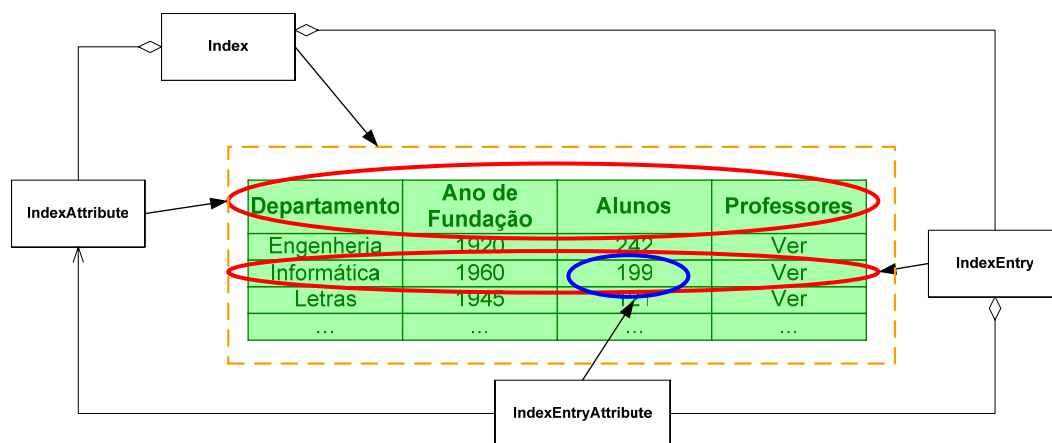 Index
IndexAttribute
Departamento Ano de Fundação Alunos Professores
Engenheria 1920 242 Ver
Informática 1960 199 Ver
Letras 1945 121 Ver
... ... ... ...
IndexEntry
IndexEntryAttribute